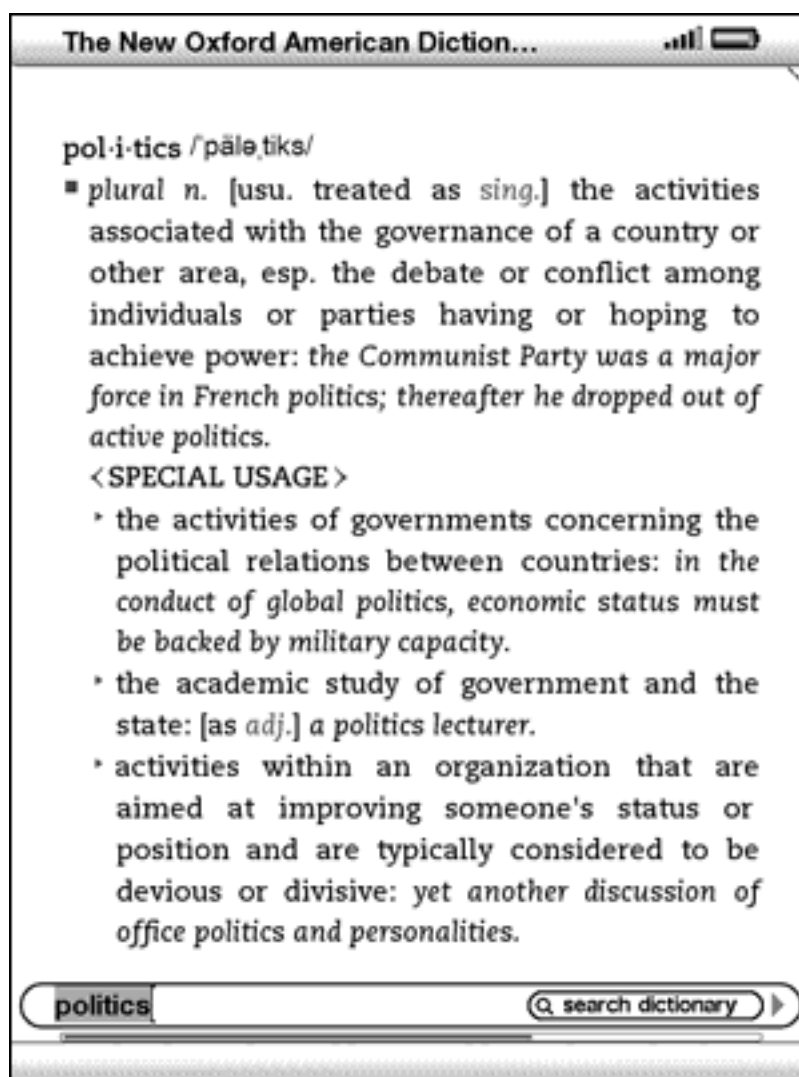 The New Oxford American Diction...
pol·i·tics /ˈpäləˌtiks/
▪ plural n. [usu. treated as sing.] the activities
associated with the governance of a country or
other area, esp. the debate or conflict among
individuals or parties having or hoping to
achieve power: the Communist Party was a major
force in French politics; thereafter he dropped out of
active politics.
<SPECIAL USAGE>
‣ the activities of governments concerning the
political relations between countries: in the
conduct of global politics, economic status must
be backed by military capacity.
‣ the academic study of government and the
state: [as adj.] a politics lecturer.
‣ activities within an organization that are
aimed at improving someone's status or
position and are typically considered to be
devious or divisive: yet another discussion of
office politics and personalities.
politics search dictionary